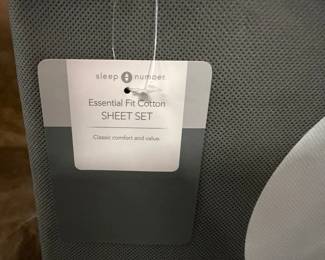 sleep number
Essential Fit Cotton
SHEET SET
Classic comfort and value.